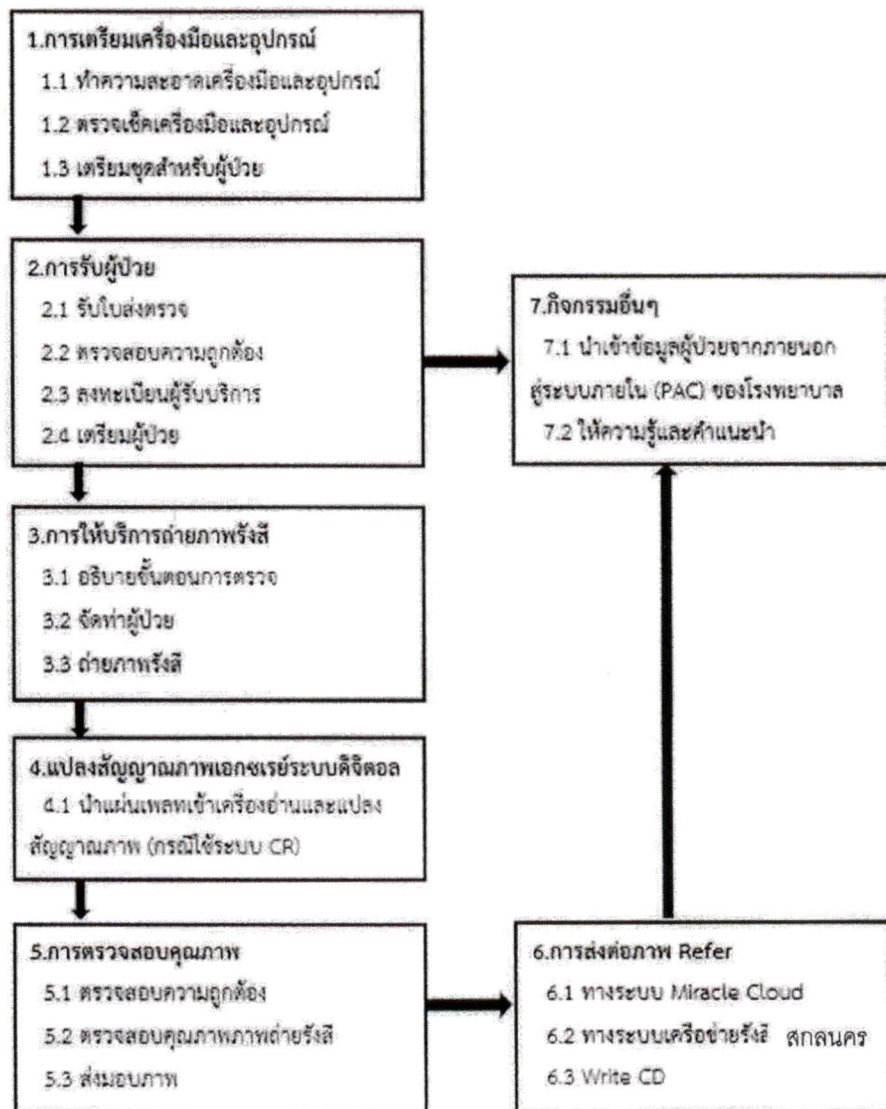 1.การเตรียมเครื่องมือและอุปกรณ์
1.1 ทำความสะอาดเครื่องมือและอุปกรณ์
1.2 ตรวจเช็คเครื่องมือและอุปกรณ์
1.3 เตรียมชุดสำหรับผู้ป่วย
2.การรับผู้ป่วย
2.1 รับใบส่งตรวจ
2.2 ตรวจสอบความถูกต้อง
2.3 ลงทะเบียนผู้รับบริการ
2.4 เตรียมผู้ป่วย
3.การให้บริการถ่ายภาพรังสี
3.1 อธิบายขั้นตอนการตรวจ
3.2 จัดท่าผู้ป่วย
3.3 ถ่ายภาพรังสี
4.แปลงสัญญาณภาพเอกซเรย์ระบบดิจิตอล
4.1 นำแผ่นเพลทเข้าเครื่องอ่านและแปลง
สัญญาณภาพ (กรณีใช้ระบบ CR)
5.การตรวจสอบคุณภาพ
5.1 ตรวจสอบความถูกต้อง
5.2 ตรวจสอบคุณภาพภาพถ่ายรังสี
5.3 ส่งมอบภาพ
6.การส่งต่อภาพ Refer
6.1 ทางระบบ Miracle Cloud
6.2 ทางระบบเครือข่ายรังสี สกลนคร
6.3 Write CD
7.กิจกรรมอื่นๆ
7.1 นำเข้าข้อมูลผู้ป่วยจากภายนอก
สู่ระบบภายใน (PAC) ของโรงพยาบาล
7.2 ให้ความรู้และคำแนะนำ